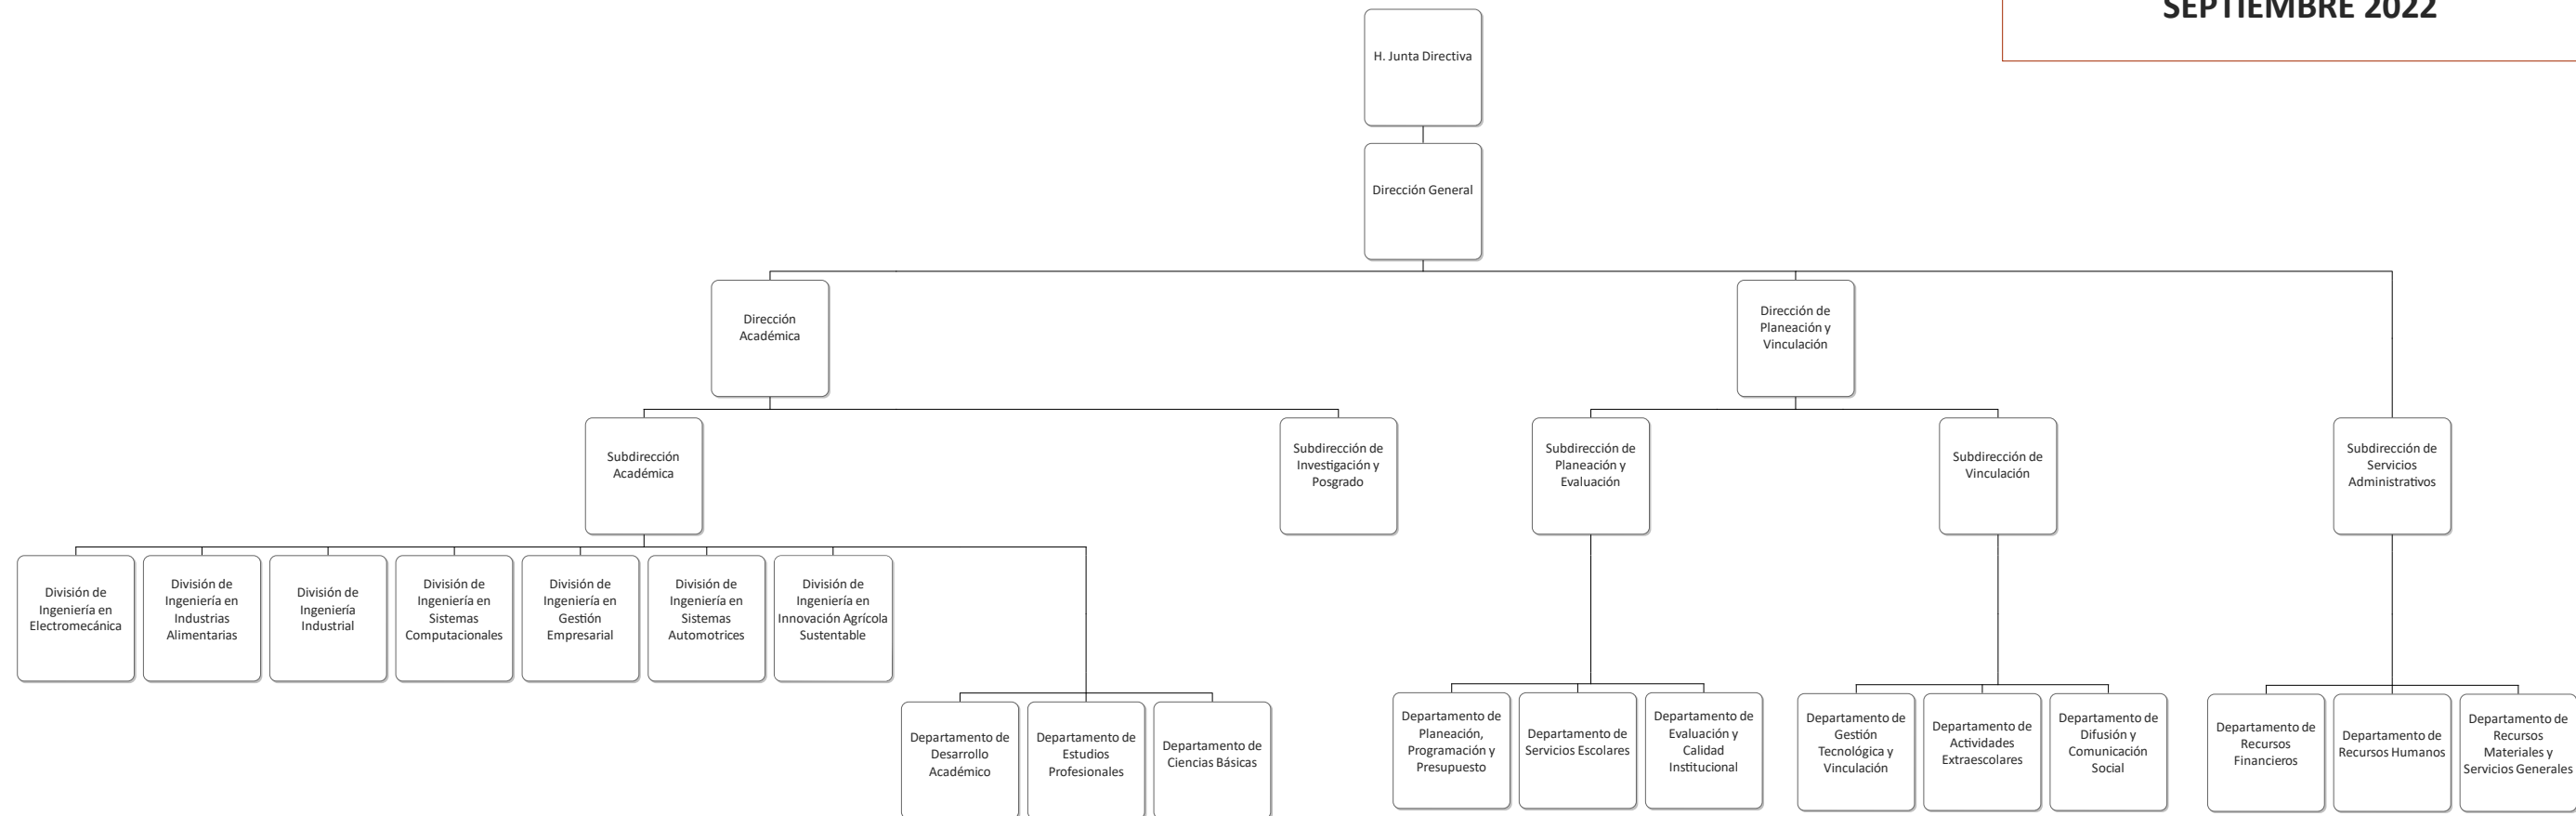 SEPTIEMBRE 2022
H. Junta Directiva
Dirección General
Dirección
Académica
Dirección de
Planeación y
Vinculación
Subdirección
Académica
Subdirección de
Investigación y
Posgrado
Subdirección de
Planeación y
Evaluación
Subdirección de
Vinculación
Subdirección de
Servicios
Administrativos
División de
Ingeniería en
Electromecánica
División de
Ingeniería en
Industrias
Alimentarias
División de
Ingeniería
Industrial
División de
Ingeniería en
Sistemas
Computacionales
División de
Ingeniería en
Gestión
Empresarial
División de
Ingeniería en
Sistemas
Automotrices
División de
Ingeniería en
Innovación Agrícola
Sustentable
Departamento de
Desarrollo
Académico
Departamento de
Estudios
Profesionales
Departamento de
Ciencias Básicas
Departamento de
Planeación,
Programación y
Presupuesto
Departamento de
Servicios Escolares
Departamento de
Evaluación y
Calidad
Institucional
Departamento de
Gestión
Tecnológica y
Vinculación
Departamento de
Actividades
Extraescolares
Departamento de
Difusión y
Comunicación
Social
Departamento de
Recursos
Financieros
Departamento de
Recursos Humanos
Departamento de
Recursos
Materiales y
Servicios Generales